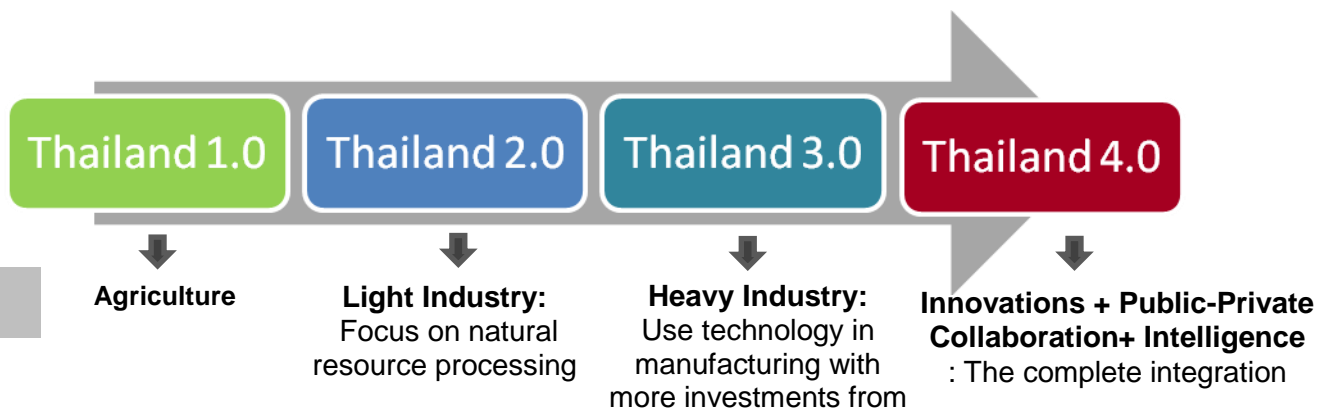 Thailand 1.0
Thailand 2.0
Thailand 3.0
Thailand 4.0
Agriculture
Light Industry:
Focus on natural
resource processing
Heavy Industry:
Use technology in
manufacturing with
more investments from
Innovations + Public-Private
Collaboration+ Intelligence
: The complete integration